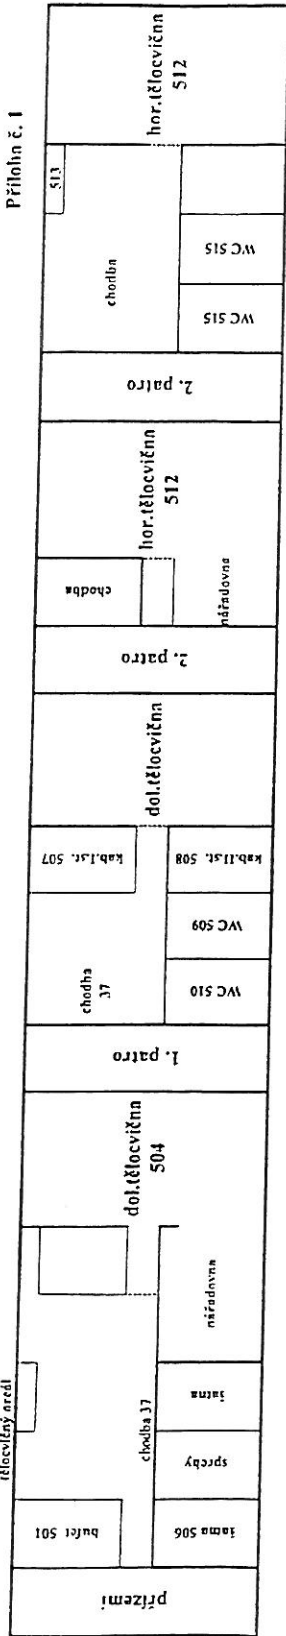 Příloha č. 1
hor.tělocvična
512
513
chodba
WC 515
WC 515
2. patro
hor.tělocvična
512
chodba
nářadovna
2. patro
dol.tělocvična
kab.I.st. 507
kab.II.st. 508
chodba
37
WC 509
WC 510
1. patro
dol.tělocvična
504
nářadovna
tělocvičný areál
chodba 37
šatna
sprchy
bufet 501
šatna 506
přízemí